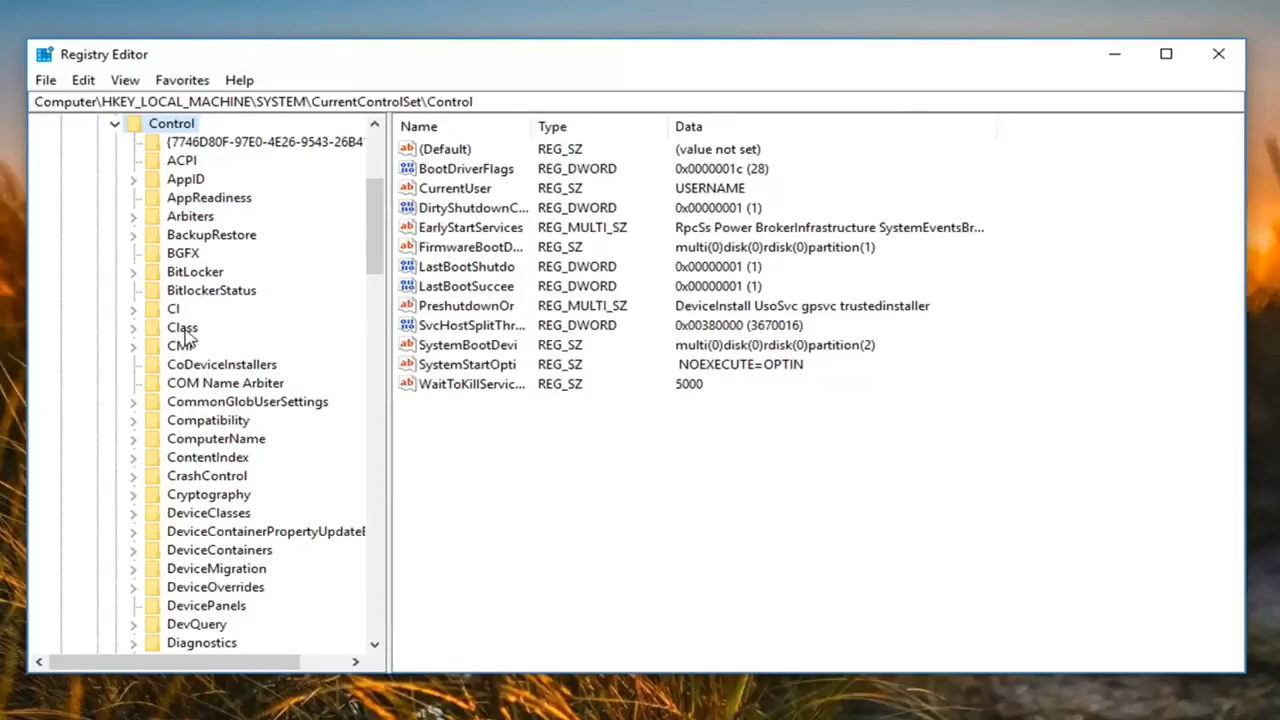 Registry Editor
File Edit View Favorites Help
Computer\HKEY_LOCAL_MACHINE\SYSTEM\CurrentControlSet\Control
Control
{7746D80F-97E0-4E26-9543-26B4
ACPI
AppID
AppReadiness
Arbiters
BackupRestore
BGFX
BitLocker
BitlockerStatus
CI
Class
CMF
CoDeviceInstallers
COM Name Arbiter
CommonGlobUserSettings
Compatibility
ComputerName
ContentIndex
CrashControl
Cryptography
DeviceClasses
DeviceContainerPropertyUpdateE
DeviceContainers
DeviceMigration
DeviceOverrides
DevicePanels
DevQuery
Diagnostics
Name Type Data
(Default) REG_SZ (value not set)
BootDriverFlags REG_DWORD 0x0000001c (28)
CurrentUser REG_SZ USERNAME
DirtyShutdownC... REG_DWORD 0x00000001 (1)
EarlyStartServices REG_MULTI_SZ RpcSs Power BrokerInfrastructure SystemEventsBr...
FirmwareBootD... REG_SZ multi(0)disk(0)rdisk(0)partition(1)
LastBootShutdo REG_DWORD 0x00000001 (1)
LastBootSuccee REG_DWORD 0x00000001 (1)
PreshutdownOr REG_MULTI_SZ DeviceInstall UsoSvc gpsvc trustedinstaller
SvcHostSplitThr... REG_DWORD 0x00380000 (3670016)
SystemBootDevi REG_SZ multi(0)disk(0)rdisk(0)partition(2)
SystemStartOpti REG_SZ NOEXECUTE=OPTIN
WaitToKillServic... REG_SZ 5000